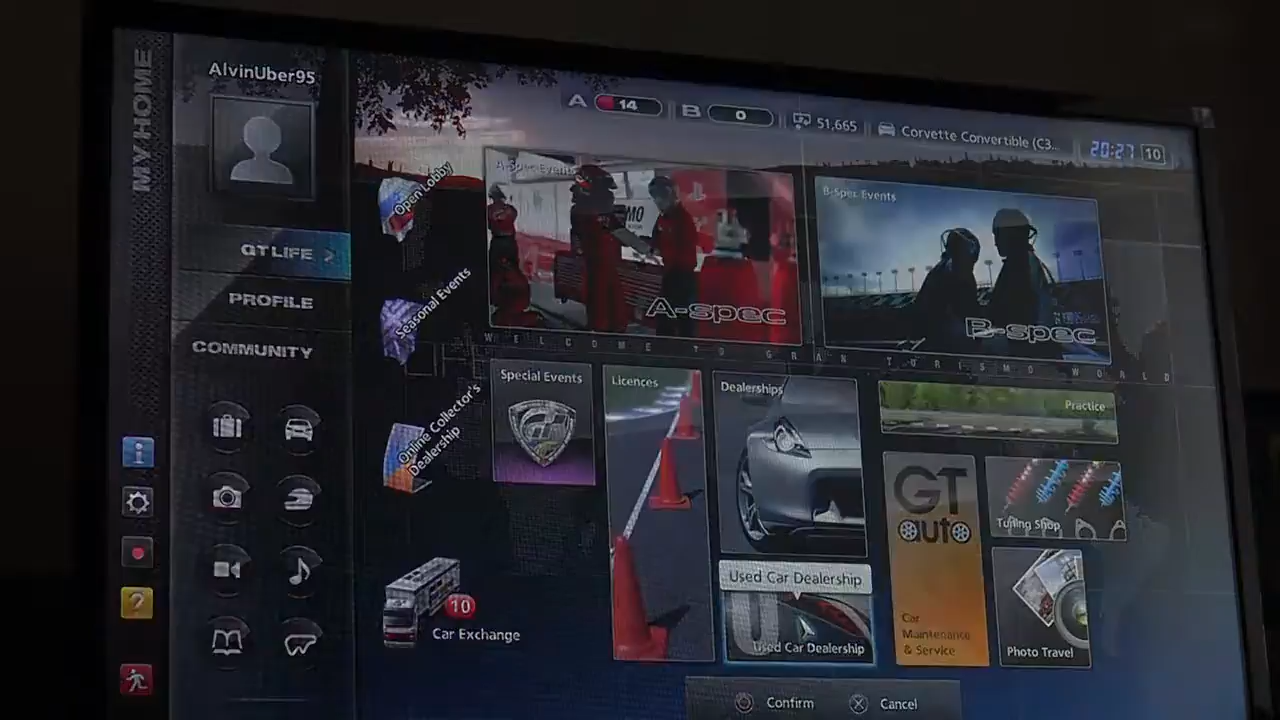 MY HOME
AlvinUber95
GT LIFE
PROFILE
COMMUNITY
A 14
B 0
51,665
Corvette Convertible (C3...
20:27 10
Open Lobby
Seasonal Events
Online Collector's
Dealership
10
Car Exchange
A-Spec Events
A-spec
B-Spec Events
B-spec
WELCOME TO GRAN TURISMO WORLD
Special Events
Licences
Dealerships
Used Car Dealership
Used Car Dealership
Practice
GT
auto
Car
Maintenance
& Service
Tuning Shop
Photo Travel
Confirm
Cancel